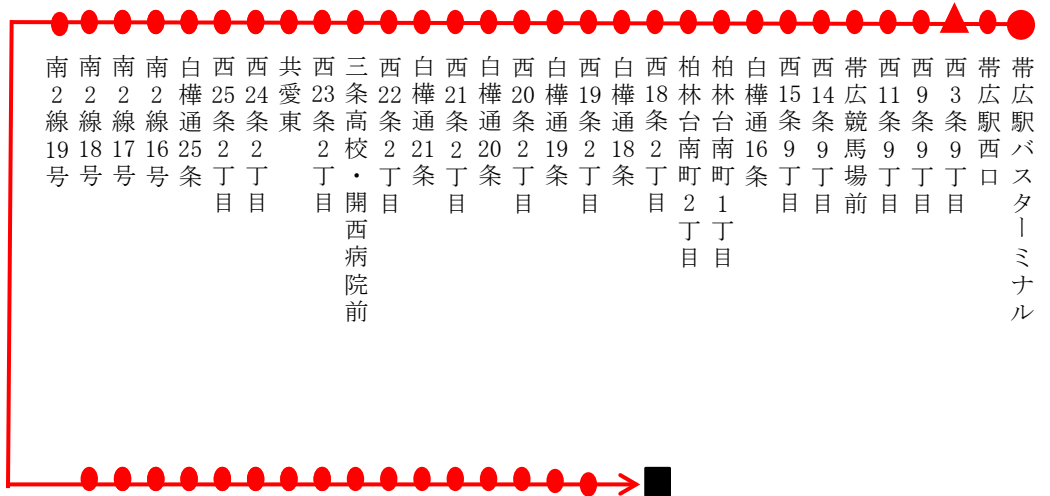 帯広駅バスターミナル
帯広駅西口
西3条9丁目
西9条9丁目
西11条9丁目
帯広競馬場前
西14条9丁目
西15条9丁目
白樺通16条
柏林台南町1丁目
柏林台南町2丁目
西18条2丁目
白樺通18条
西19条2丁目
白樺通19条
西20条2丁目
白樺通20条
西21条2丁目
白樺通21条
西22条2丁目
三条高校・開西病院前
西23条2丁目
共愛東
西24条2丁目
西25条2丁目
白樺通25条
南2線16号
南2線17号
南2線18号
南2線19号